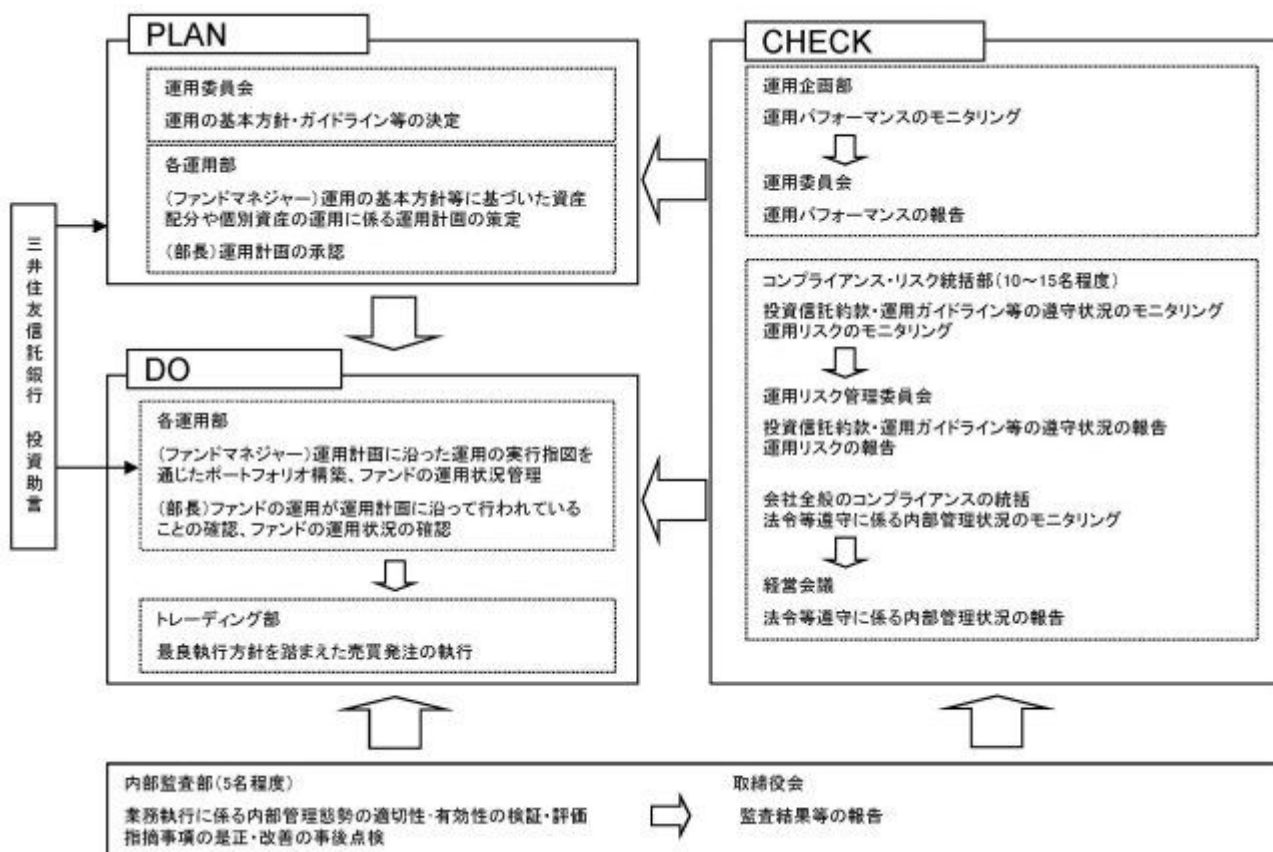 PLAN
運用委員会
運用の基本方針・ガイドライン等の決定
各運用部
(ファンドマネジャー)運用の基本方針等に基づいた資産
配分や個別資産の運用に係る運用計画の策定
(部長)運用計画の承認
三井住友信託銀行 投資助言
DO
各運用部
(ファンドマネジャー)運用計画に沿った運用の実行指図を
通じたポートフォリオ構築、ファンドの運用状況管理
(部長)ファンドの運用が運用計画に沿って行われている
ことの確認、ファンドの運用状況の確認
トレーディング部
最良執行方針を踏まえた売買発注の執行
CHECK
運用企画部
運用パフォーマンスのモニタリング
運用委員会
運用パフォーマンスの報告
コンプライアンス・リスク統括部(10~15名程度)
投資信託約款・運用ガイドライン等の遵守状況のモニタリング
運用リスクのモニタリング
運用リスク管理委員会
投資信託約款・運用ガイドライン等の遵守状況の報告
運用リスクの報告
会社全般のコンプライアンスの統括
法令等遵守に係る内部管理状況のモニタリング
経営会議
法令等遵守に係る内部管理状況の報告
内部監査部(5名程度)
業務執行に係る内部管理態勢の適切性・有効性の検証・評価
指摘事項の是正・改善の事後点検
取締役会
監査結果等の報告